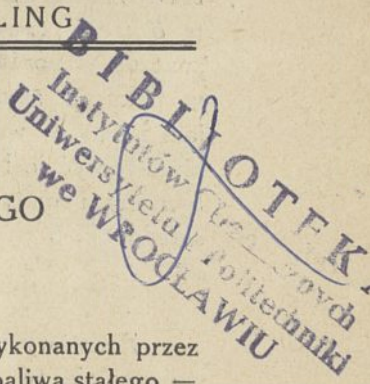 LING
BIBLIOTEKA
Instytutów
Uniwersytetu i Politechniki
we WROCŁAWIU
GO
ykonanych przez
paliwa stałego —